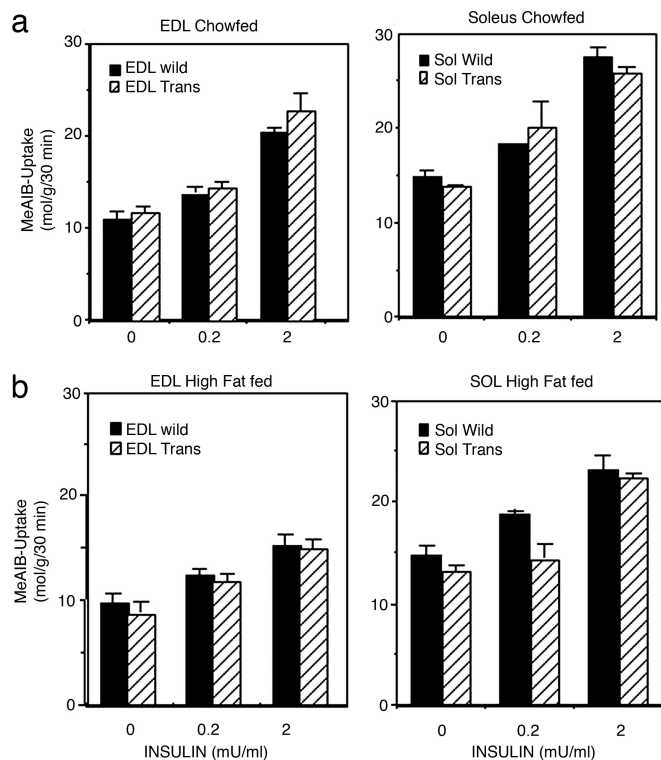 a
EDL Chowfed
Soleus Chowfed
30
20
10
0
MeAIB-Uptake
(mol/g/30 min)
EDL wild
EDL Trans
0 0.2 2
30
20
10
0
Sol Wild
Sol Trans
0 0.2 2
b
EDL High Fat fed
SOL High Fat fed
30
20
10
0
MeAIB-Uptake
(mol/g/30 min)
EDL wild
EDL Trans
0 0.2 2
INSULIN (mU/ml)
30
20
10
0
Sol Wild
Sol Trans
0 0.2 2
INSULIN (mU/ml)